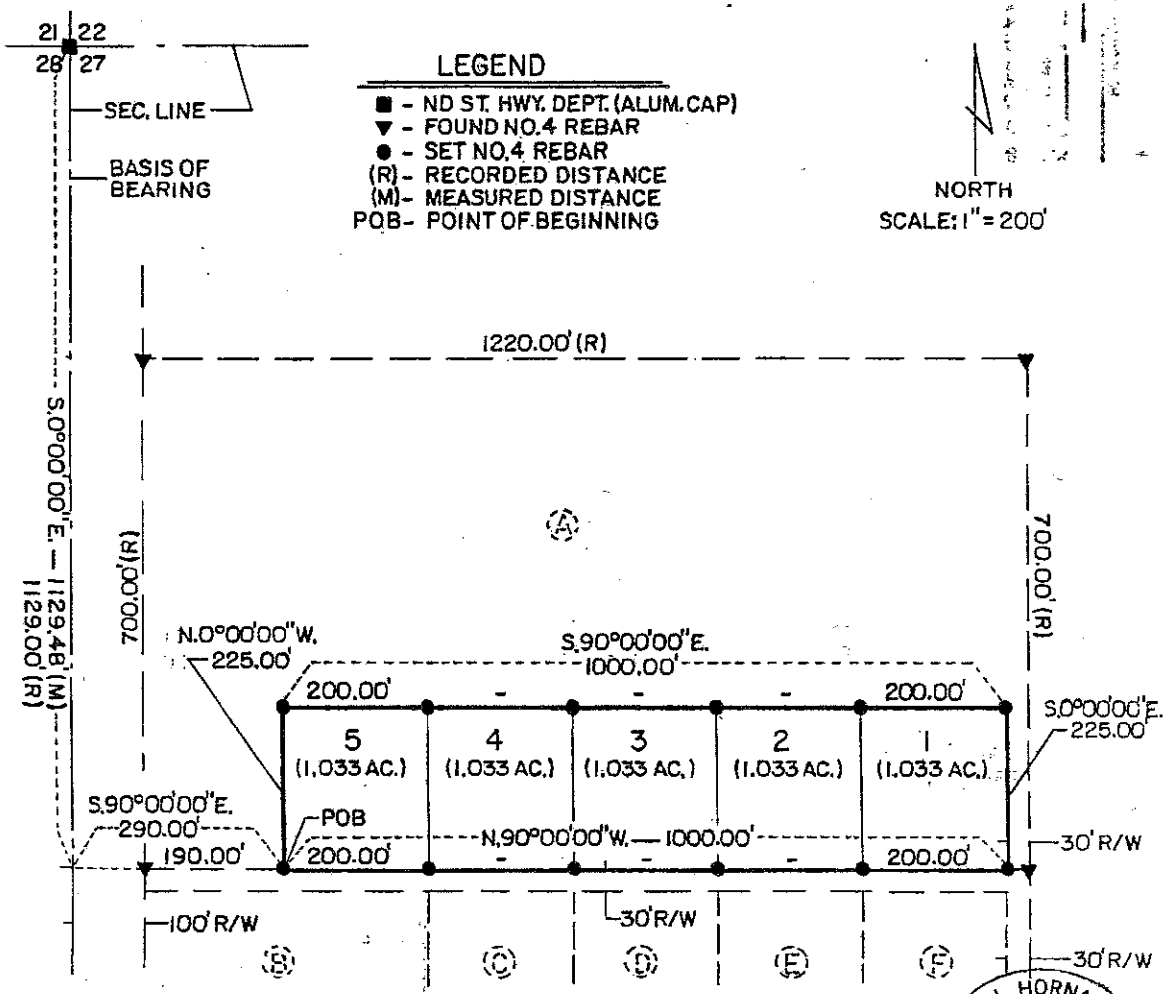 21 22
28 27
SEC. LINE
BASIS OF
BEARING
LEGEND
■ - ND ST. HWY. DEPT. (ALUM. CAP)
▼ - FOUND NO. 4 REBAR
● - SET NO. 4 REBAR
(R) - RECORDED DISTANCE
(M) - MEASURED DISTANCE
POB - POINT OF BEGINNING
NORTH
SCALE: 1" = 200'
1220.00' (R)
S.0°00'00"E. — 1129.48' (M)
1129.00' (R)
700.00' (R)
700.00' (R)
A
N.0°00'00"W.
225.00'
S.90°00'00"E.
1000.00'
200.00' - - - 200.00'
S.0°00'00"E.
225.00'
5 4 3 2 1
(1.033 AC.) (1.033 AC.) (1.033 AC.) (1.033 AC.) (1.033 AC.)
S.90°00'00"E.
290.00'
POB
N.90°00'00"W. — 1000.00'
190.00' 200.00' - - - 200.00'
30' R/W
100' R/W
30' R/W
B C D E F
30' R/W
HORN